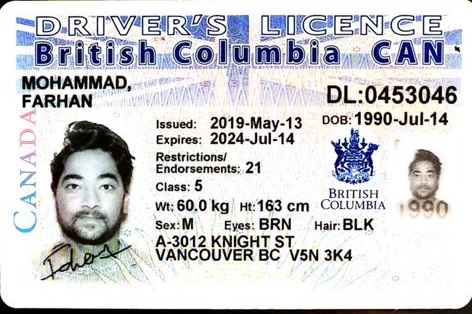 DRIVER'S LICENCE
British Columbia CAN
MOHAMMAD,
FARHAN
DL:0453046
Issued: 2019-May-13
DOB: 1990-Jul-14
Expires: 2024-Jul-14
Restrictions/
Endorsements: 21
Class: 5
Wt: 60.0 kg Ht: 163 cm
Sex: M Eyes: BRN Hair: BLK
A-3012 KNIGHT ST
VANCOUVER BC V5N 3K4
CANADA
BRITISH
COLUMBIA
1990